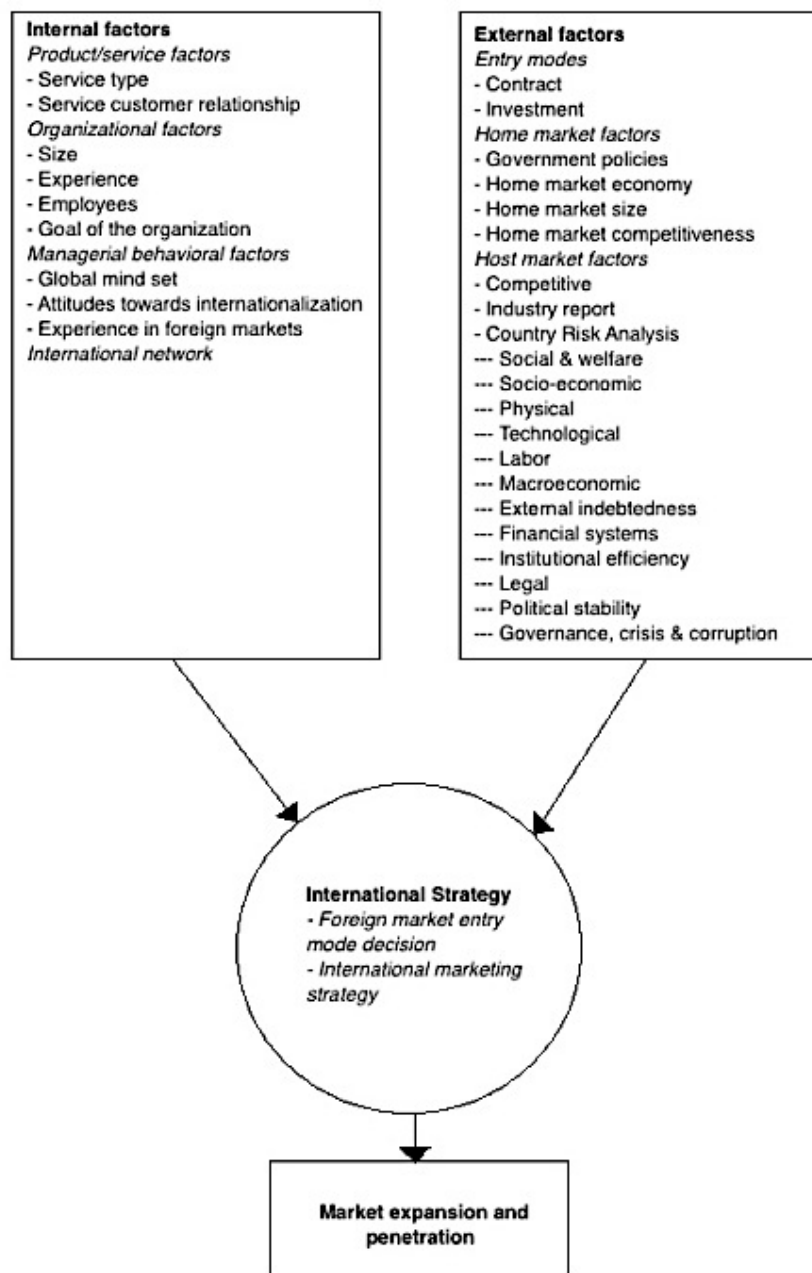 Internal factors
Product/service factors
- Service type
- Service customer relationship
Organizational factors
- Size
- Experience
- Employees
- Goal of the organization
Managerial behavioral factors
- Global mind set
- Attitudes towards internationalization
- Experience in foreign markets
International network
External factors
Entry modes
- Contract
- Investment
Home market factors
- Government policies
- Home market economy
- Home market size
- Home market competitiveness
Host market factors
- Competitive
- Industry report
- Country Risk Analysis
--- Social & welfare
--- Socio-economic
--- Physical
--- Technological
--- Labor
--- Macroeconomic
--- External indebtedness
--- Financial systems
--- Institutional efficiency
--- Legal
--- Political stability
--- Governance, crisis & corruption
International Strategy
- Foreign market entry
mode decision
- International marketing
strategy
Market expansion and
penetration